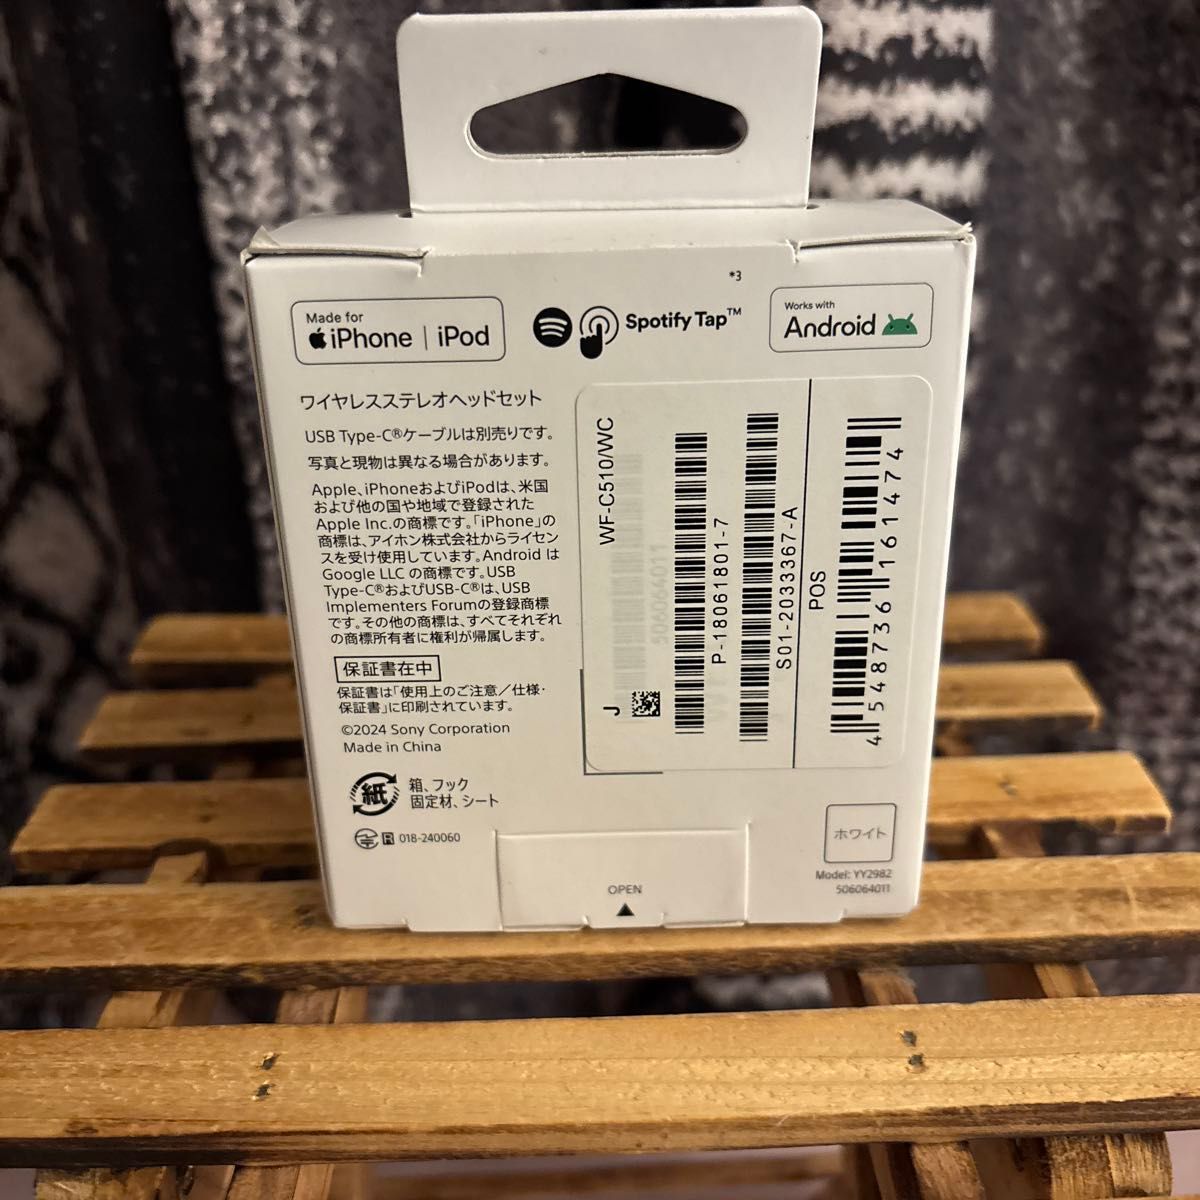 *3
Made for
iPhone | iPod
Spotify Tap™
Works with
Android
ワイヤレスステレオヘッドセット
USB Type-C®ケーブルは別売りです。
写真と現物は異なる場合があります。
Apple、iPhoneおよびiPodは、米国
および他の国や地域で登録された
Apple Inc.の商標です。「iPhone」の
商標は、アイホン株式会社からライセン
スを受け使用しています。Android は
Google LLC の商標です。USB
Type-C®およびUSB-C®は、USB
Implementers Forumの登録商標
です。その他の商標は、すべてそれぞれ
の商標所有者に権利が帰属します。
保証書在中
保証書は「使用上のご注意／仕様・
保証書」に印刷されています。
©2024 Sony Corporation
Made in China
紙
箱、フック
固定材、シート
R 018-240060
WF-C510/WC
J
506064011
P-18061801-7
S01-2033367-A
POS
4 548736 161474
OPEN
ホワイト
Model: YY2982
506064011